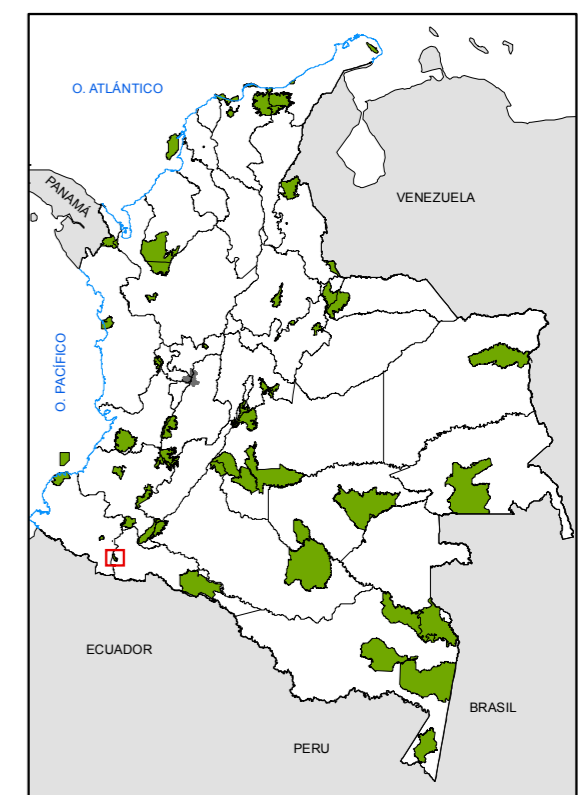 O. ATLÁNTICO
PANAMÁ
VENEZUELA
O. PACÍFICO
ECUADOR
BRASIL
PERU